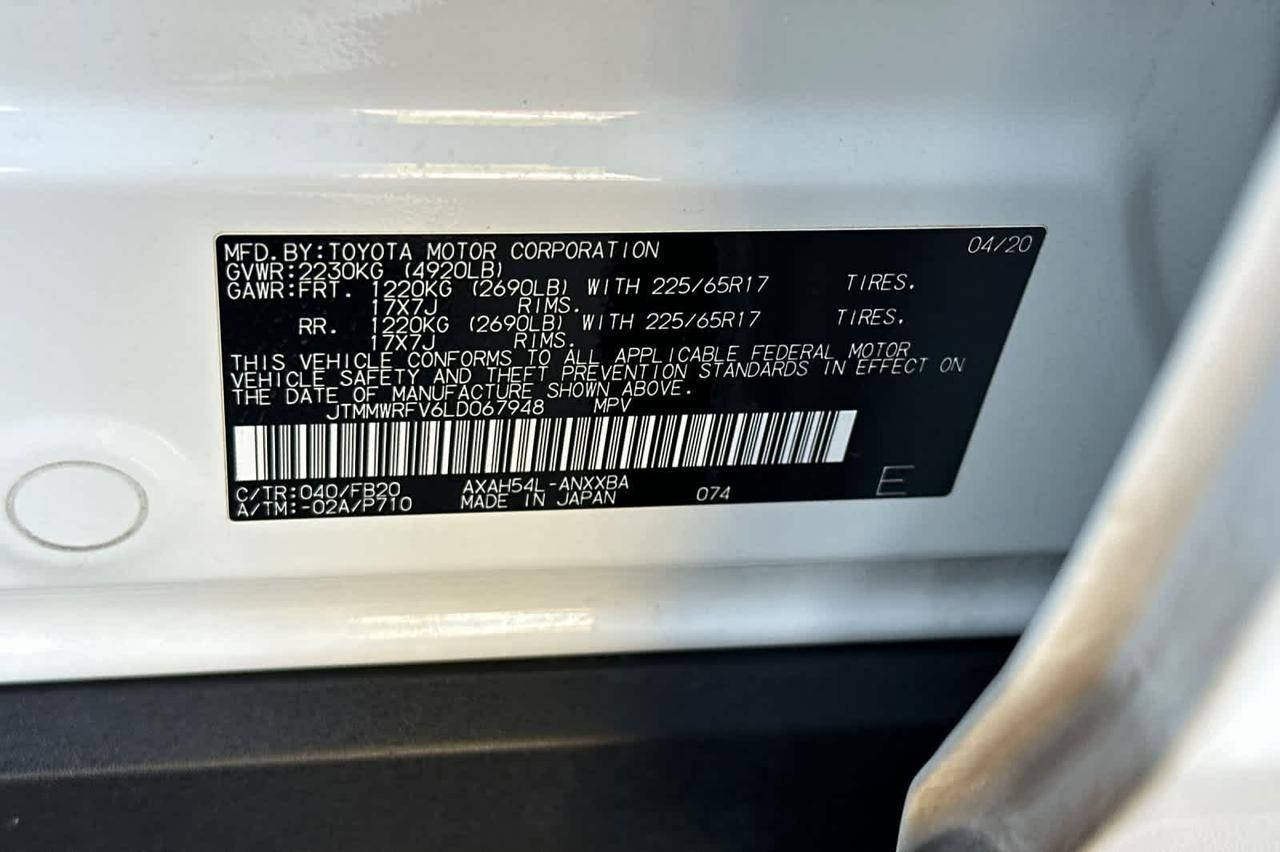 MFD.BY:TOYOTA MOTOR CORPORATION 04/20
GVWR:2230KG (4920LB)
GAWR:FRT. 1220KG (2690LB) WITH 225/65R17 TIRES.
17X7J RIMS.
RR. 1220KG (2690LB) WITH 225/65R17 TIRES.
17X7J RIMS.
THIS VEHICLE CONFORMS TO ALL APPLICABLE FEDERAL MOTOR
VEHICLE SAFETY AND THEFT PREVENTION STANDARDS IN EFFECT ON
THE DATE OF MANUFACTURE SHOWN ABOVE.
JTMMWRFV6LD067948 MPV
C/TR:040/FB20 AXAH54L-ANXXBA 074 E
A/TM:-02A/P710 MADE IN JAPAN